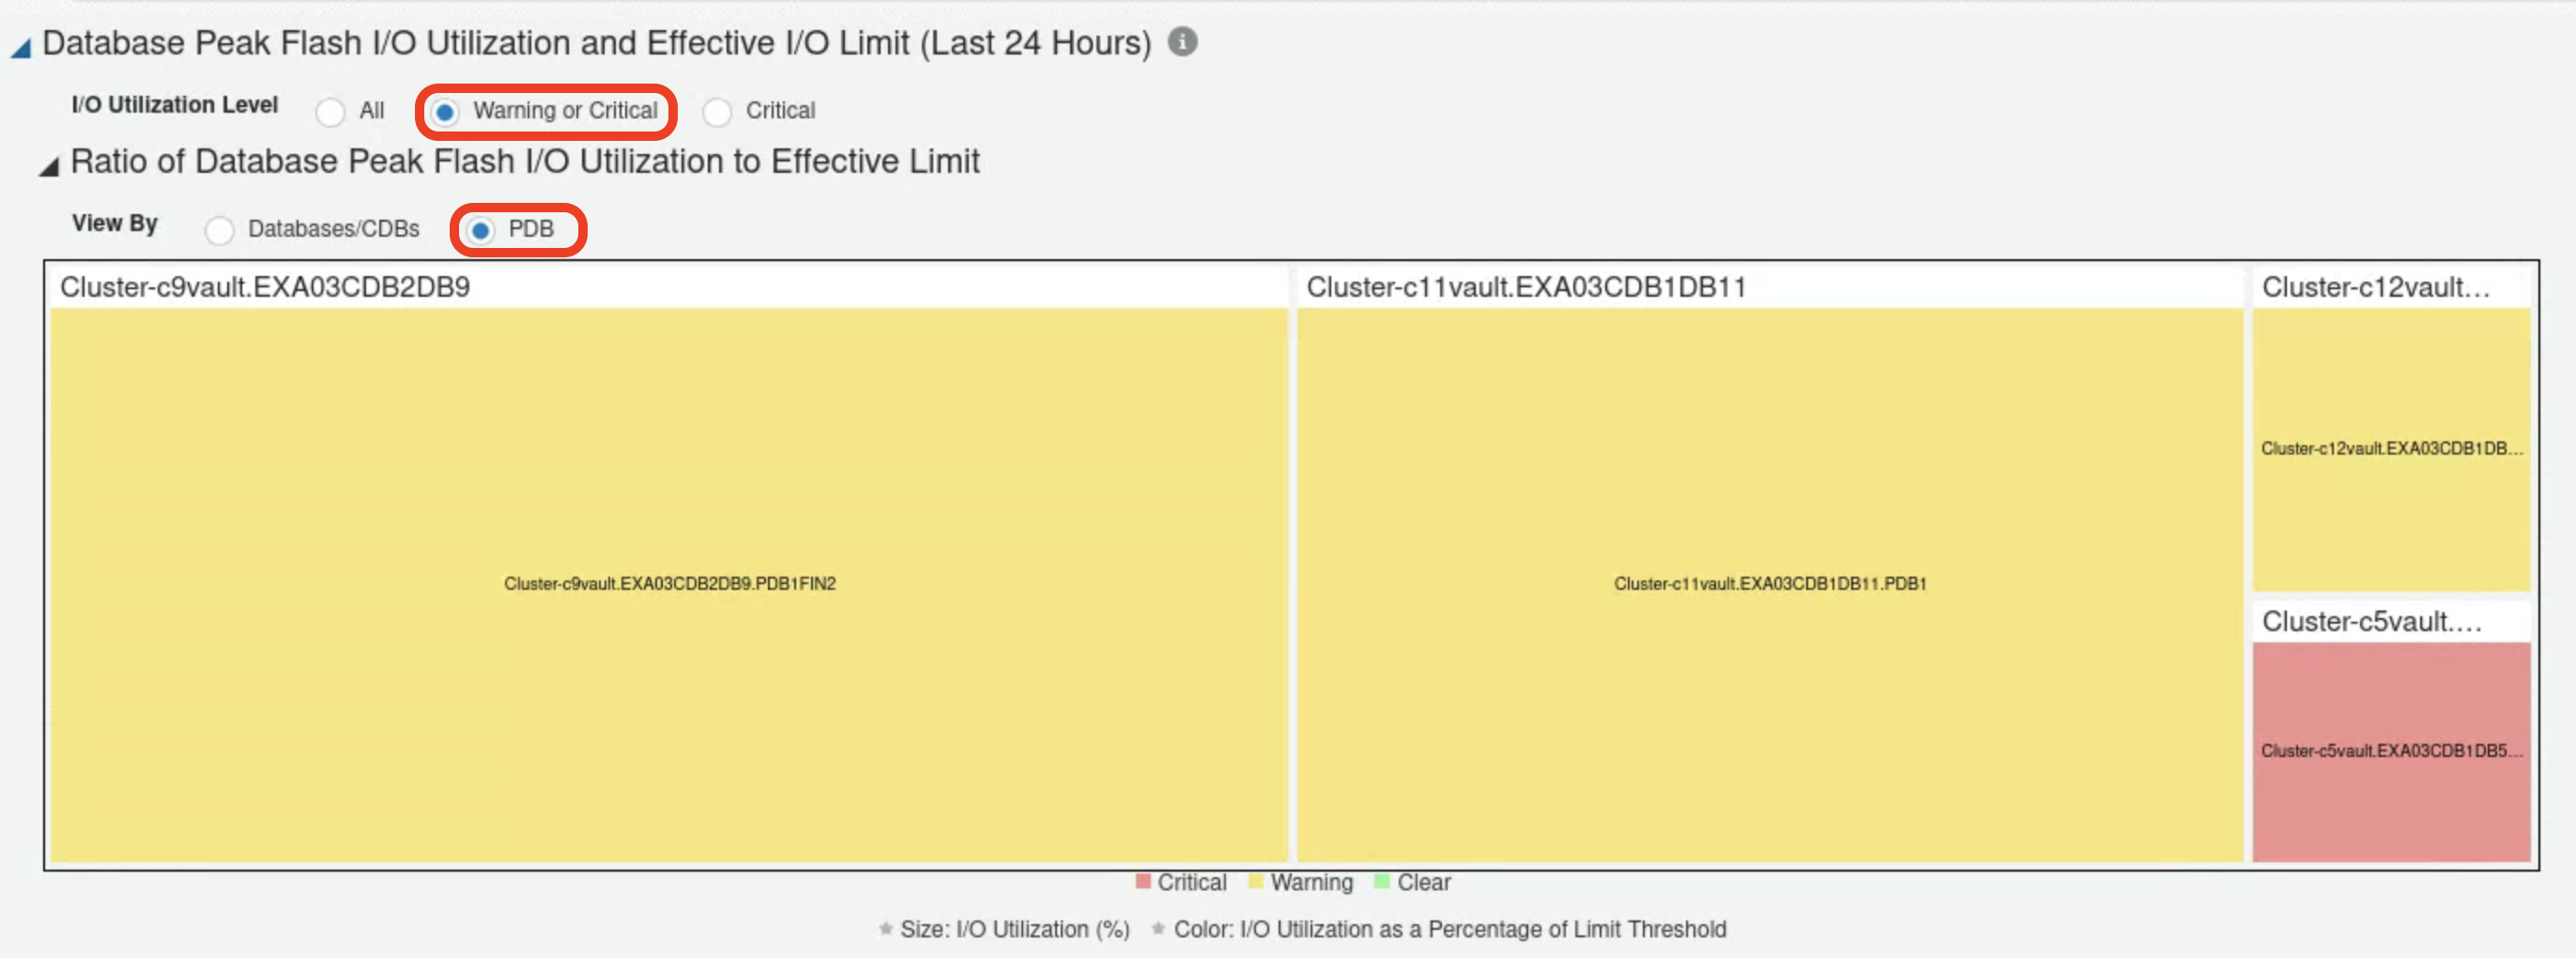 Database Peak Flash I/O Utilization and Effective I/O Limit (Last 24 Hours)
I/O Utilization Level All Warning or Critical Critical
Ratio of Database Peak Flash I/O Utilization to Effective Limit
View By Databases/CDBs PDB
Cluster-c9vault.EXA03CDB2DB9
Cluster-c9vault.EXA03CDB2DB9.PDB1FIN2
Cluster-c11vault.EXA03CDB1DB11
Cluster-c11vault.EXA03CDB1DB11.PDB1
Cluster-c12vault...
Cluster-c12vault.EXA03CDB1DB...
Cluster-c5vault....
Cluster-c5vault.EXA03CDB1DB5...
Critical Warning Clear
Size: I/O Utilization (%) Color: I/O Utilization as a Percentage of Limit Threshold